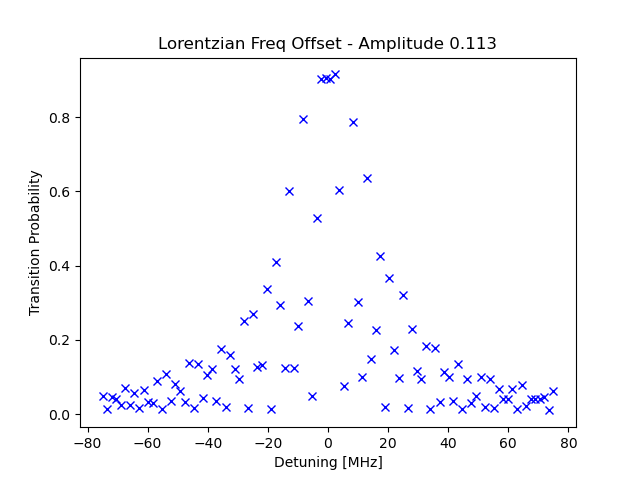 Lorentzian Freq Offset - Amplitude 0.113
Transition Probability
0.8
0.6
0.4
0.2
0.0
−80 −60 −40 −20 0 20 40 60 80
Detuning [MHz]